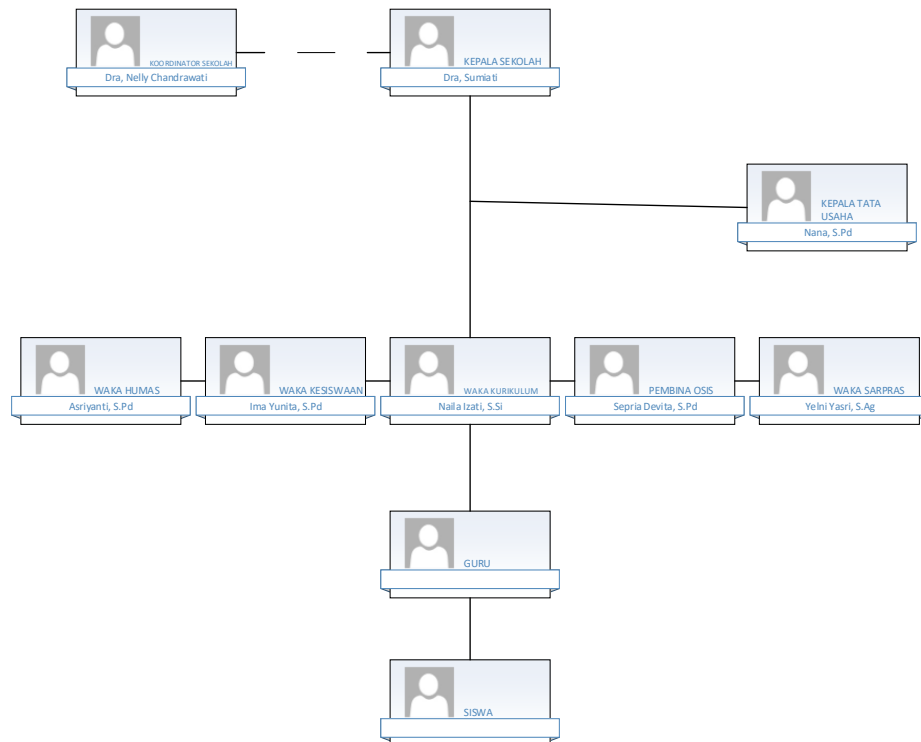 KOORDINATOR SEKOLAH
Dra, Nelly Chandrawati
KEPALA SEKOLAH
Dra, Sumiati
KEPALA TATA
USAHA
Nana, S.Pd
WAKA HUMAS
Asriyanti, S.Pd
WAKA KESISWAAN
Ima Yunita, S.Pd
WAKA KURIKULUM
Naila Izati, S.Si
PEMBINA OSIS
Sepria Devita, S.Pd
WAKA SARPRAS
Yelni Yasri, S.Ag
GURU
SISWA